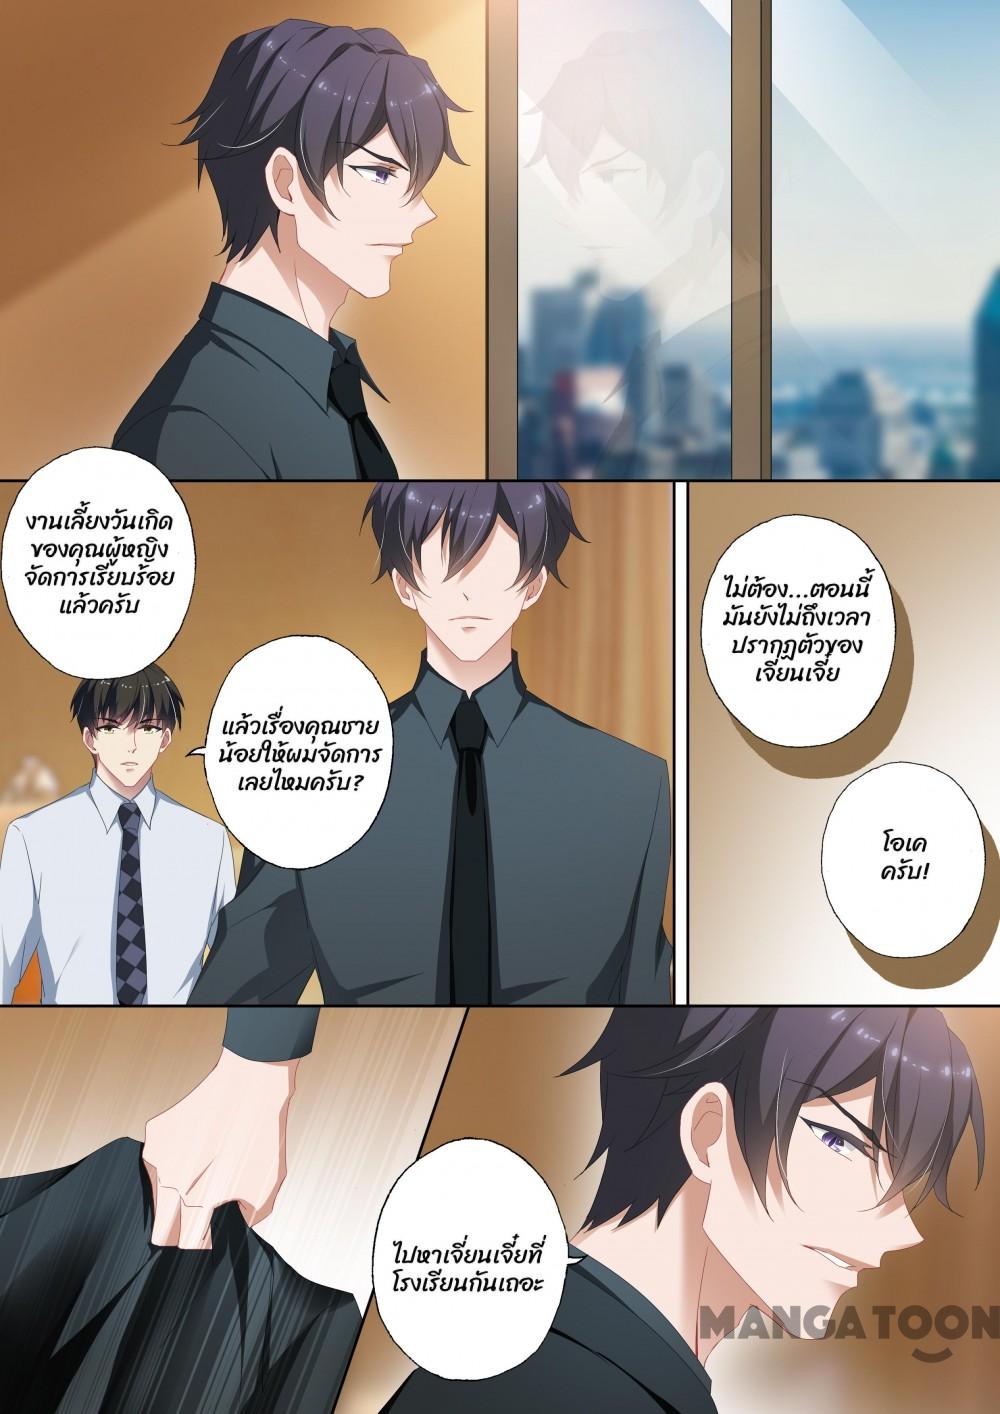 งานเลี้ยงวันเกิด
ของคุณผู้หญิง
จัดการเรียบร้อย
แล้วครับ
แล้วเรื่องคุณชาย
น้อยให้ผมจัดการ
เลยไหมครับ?
ไม่ต้อง...ตอนนี้
มันยังไม่ถึงเวลา
ปรากฏตัวของ
เจี่ยนเจี๋ย
โอเค
ครับ!
ไปหาเจี่ยนเจี๋ยที่
โรงเรียนกันเถอะ
MANGATOON